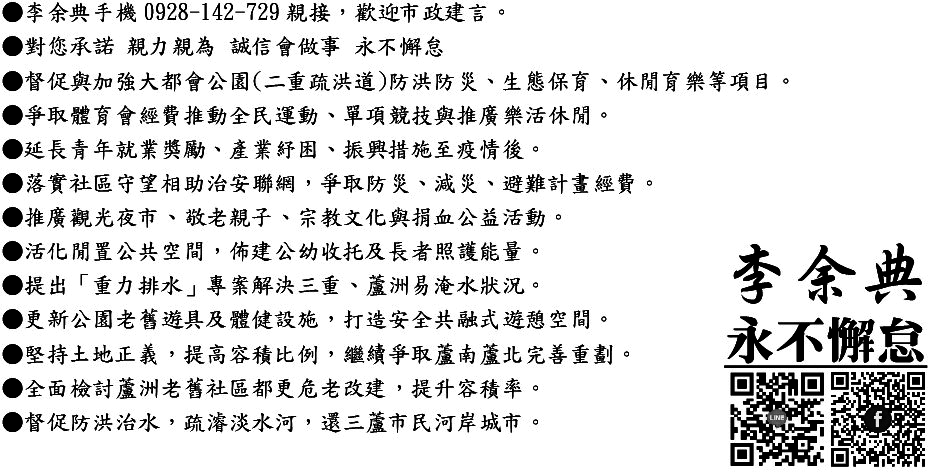 ●李余典手機0928-142-729親接，歡迎市政建言。
●對您承諾 親力親為 誠信會做事 永不懈怠
●督促與加強大都會公園(二重疏洪道)防洪防災、生態保育、休閒育樂等項目。
●爭取體育會經費推動全民運動、單項競技與推廣樂活休閒。
●延長青年就業獎勵、產業紓困、振興措施至疫情後。
●落實社區守望相助治安聯網，爭取防災、減災、避難計畫經費。
●推廣觀光夜市、敬老親子、宗教文化與捐血公益活動。
●活化閒置公共空間，佈建公幼收托及長者照護能量。
●提出「重力排水」專案解決三重、蘆洲易淹水狀況。
●更新公園老舊遊具及體健設施，打造安全共融式遊憩空間。
●堅持土地正義，提高容積比例，繼續爭取蘆南蘆北完善重劃。
●全面檢討蘆洲老舊社區都更危老改建，提升容積率。
●督促防洪治水，疏濬淡水河，還三蘆市民河岸城市。
李余典
永不懈怠
LINE
f